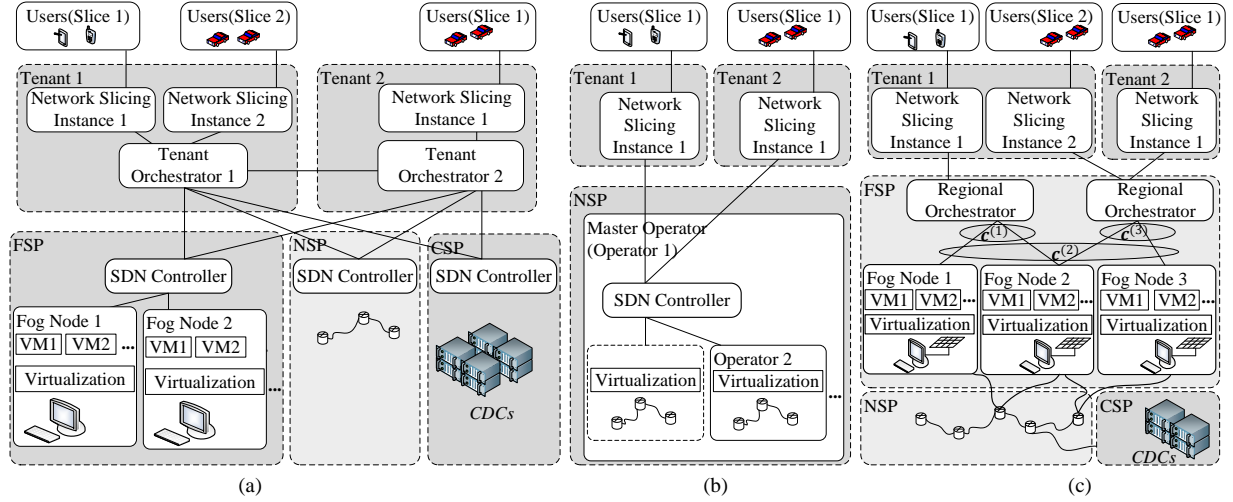 Users(Slice 1)
Users(Slice 2)
Users(Slice 1)
Tenant 1
Tenant 2
Network Slicing
Instance 1
Network Slicing
Instance 2
Network Slicing
Instance 1
Tenant
Orchestrator 1
Tenant
Orchestrator 2
FSP
NSP
CSP
SDN Controller
SDN Controller
SDN Controller
Fog Node 1
VM1 VM2 ...
Virtualization
Fog Node 2
VM1 VM2
Virtualization
...
CDCs
(a)
Users(Slice 1)
Users(Slice 1)
Tenant 1
Tenant 2
Network
Slicing
Instance 1
Network
Slicing
Instance 1
NSP
Master Operator
(Operator 1)
SDN Controller
Virtualization
Operator 2
Virtualization
...
(b)
Users(Slice 1)
Users(Slice 2)
Users(Slice 1)
Tenant 1
Tenant 2
Network
Slicing
Instance 1
Network
Slicing
Instance 2
Network
Slicing
Instance 1
FSP
Regional
Orchestrator
Regional
Orchestrator
c(1)
c(3)
c(2)
Fog Node 1
VM1 VM2 ...
Virtualization
Fog Node 2
VM1 VM2 ...
Virtualization
Fog Node 3
VM1 VM2 ...
Virtualization
NSP
CSP
CDCs
(c)